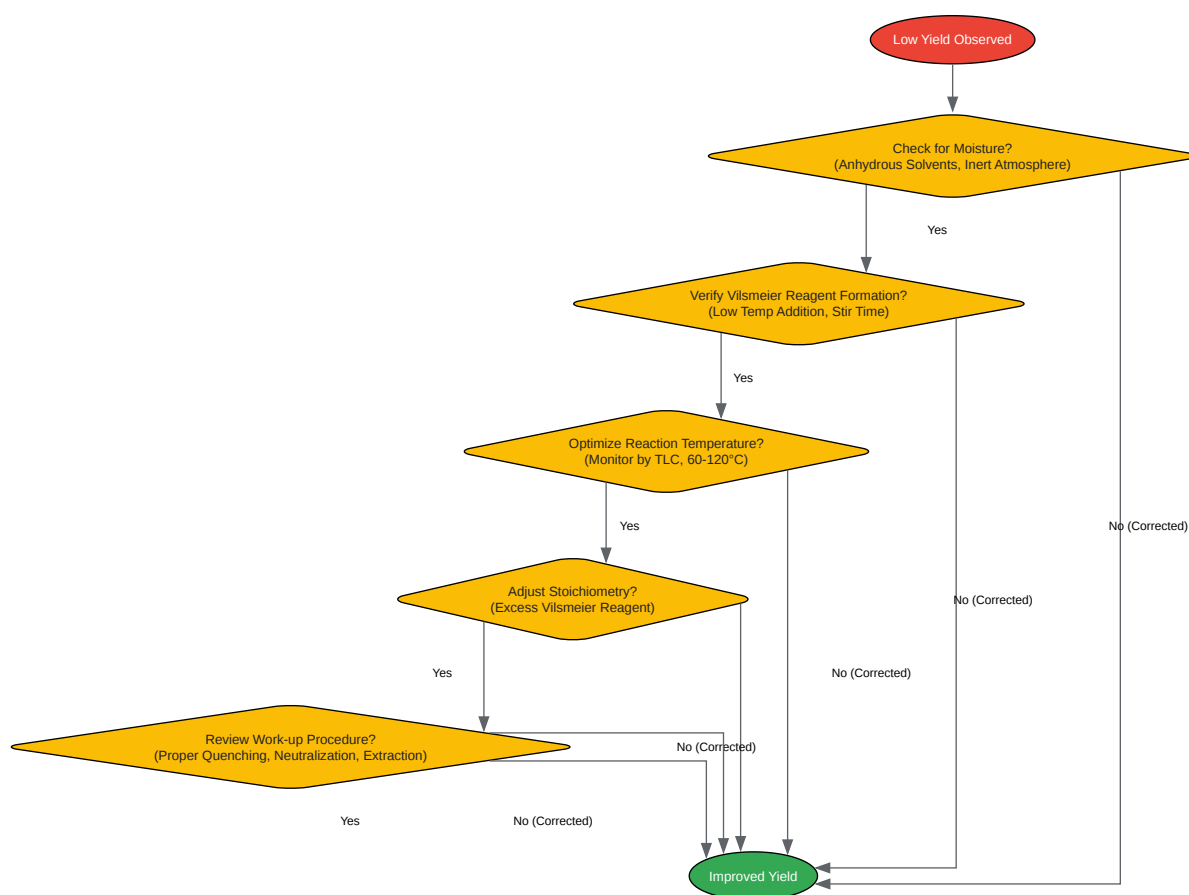 Low Yield Observed
Check for Moisture?
(Anhydrous Solvents, Inert Atmosphere)
Yes
Verify Vilsmeier Reagent Formation?
(Low Temp Addition, Stir Time)
Yes
Optimize Reaction Temperature?
(Monitor by TLC, 60-120°C)
Yes
No (Corrected)
Adjust Stoichiometry?
(Excess Vilsmeier Reagent)
No (Corrected)
Yes
No (Corrected)
Review Work-up Procedure?
(Proper Quenching, Neutralization, Extraction)
No (Corrected)
Yes
No (Corrected)
Improved Yield